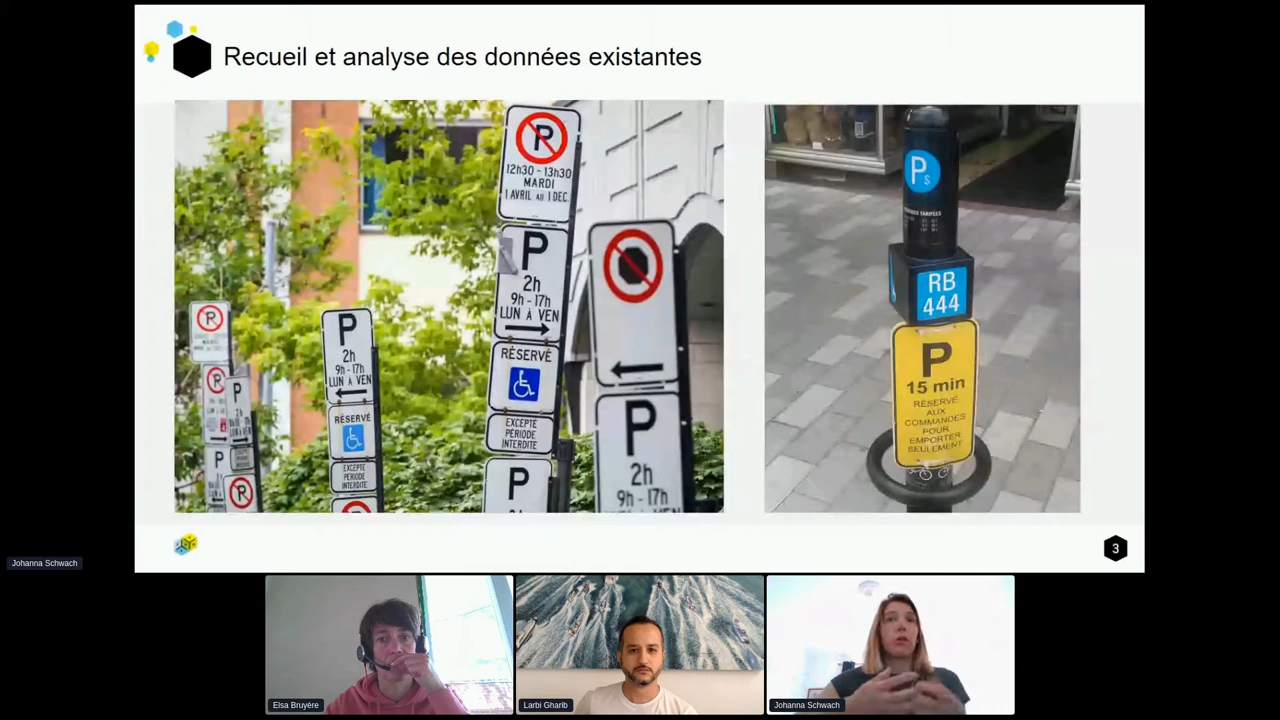 Recueil et analyse des données existantes
P
12h30 - 13h30
MARDI
1 AVRIL AU 1 DEC.
P
2h
9h - 17h
LUN À VEN
RÉSERVÉ
EXCEPTÉ
PÉRIODE
INTERDITE
P
P
2h
9h - 17h
P
2h
9h - 17h
LUN À VEN
RÉSERVÉ
EXCEPTÉ
PÉRIODE
INTERDITE
P
P
P
P
P
P
Ps
RB
444
P
15 min
RÉSERVÉ
AUX
COMMANDES
POUR
EMPORTER
SEULEMENT
3
Johanna Schwach
Elsa Bruyère
Larbi Gharib
Johanna Schwach